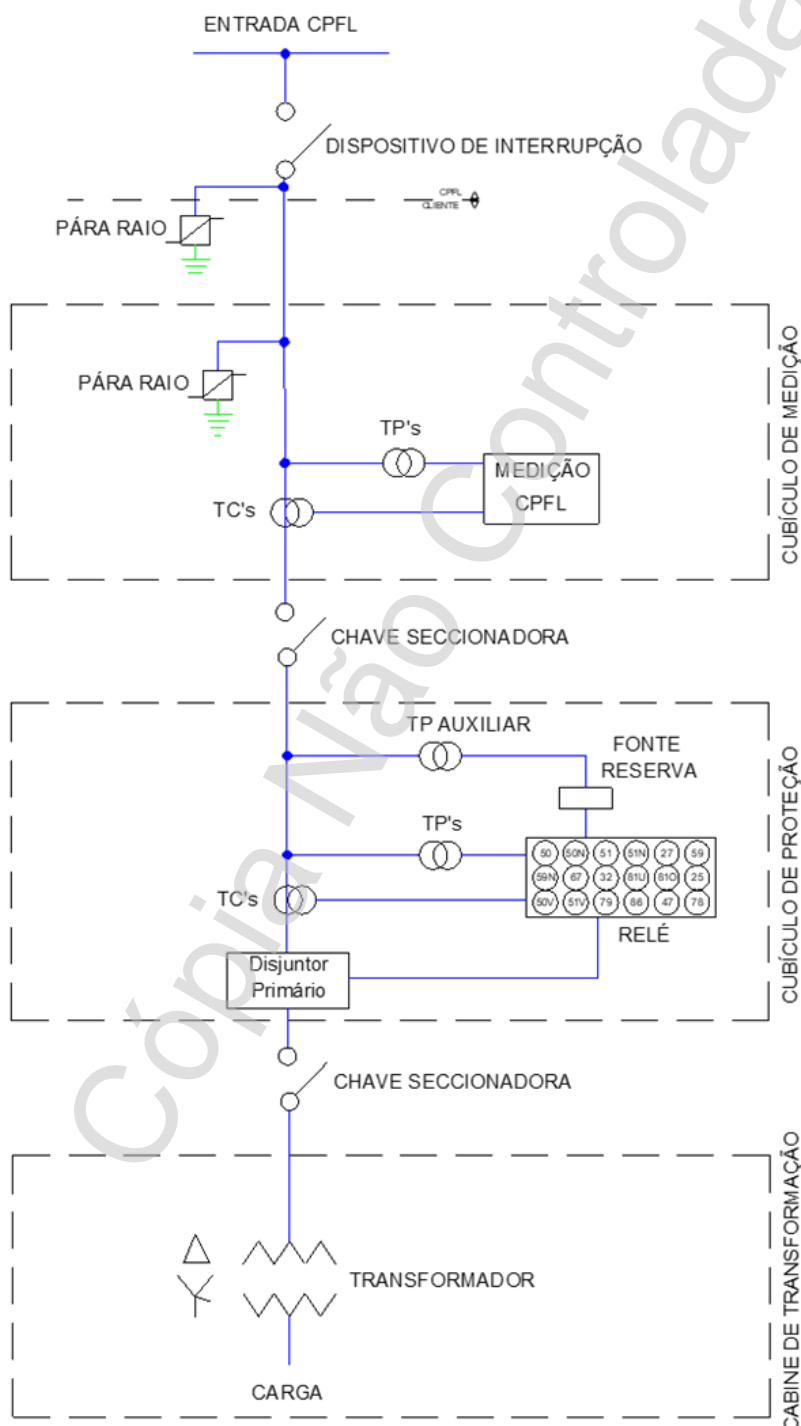 ENTRADA CPFL
DISPOSITIVO DE INTERRUPÇÃO
CPFL
CLIENTE
PÁRA RAIO
PÁRA RAIO
TP's
MEDIÇÃO
CPFL
TC's
CUBÍCULO DE MEDIÇÃO
CHAVE SECCIONADORA
TP AUXILIAR
FONTE
RESERVA
TP's
50 50N 51 51N 27 59
59N 67 32 81U 81O 25
50V 51V 79 86 47 78
TC's
RELÉ
Disjuntor
Primário
CUBÍCULO DE PROTEÇÃO
CHAVE SECCIONADORA
TRANSFORMADOR
CARGA
CABINE DE TRANSFORMAÇÃO
Cópia Não Controlada